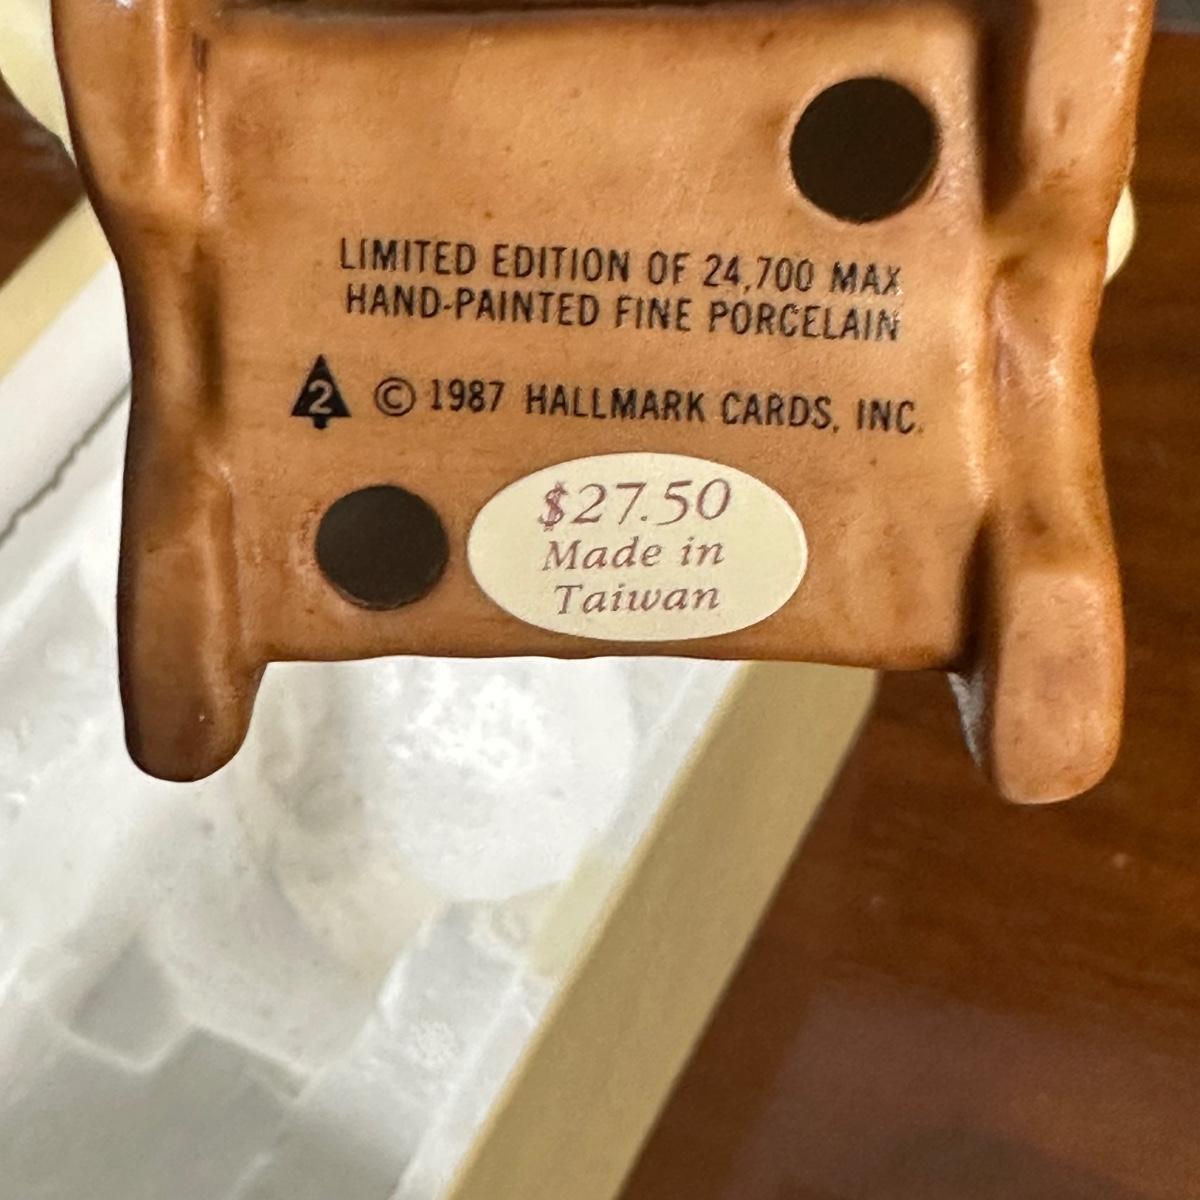 LIMITED EDITION OF 24,700 MAX
HAND-PAINTED FINE PORCELAIN
2 © 1987 HALLMARK CARDS, INC.
$27.50
Made in
Taiwan